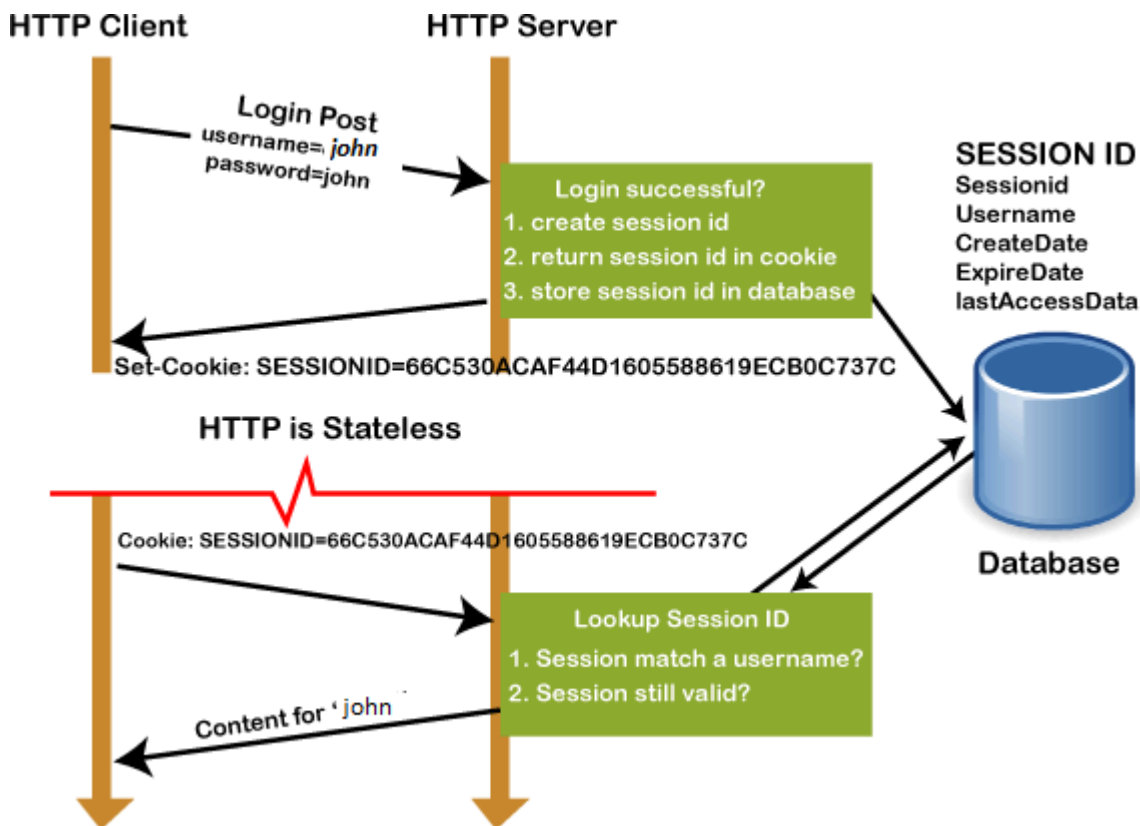 HTTP Client
HTTP Server
Login Post
username= john
password=john
Login successful?
1. create session id
2. return session id in cookie
3. store session id in database
SESSION ID
Sessionid
Username
CreateDate
ExpireDate
lastAccessData
Set-Cookie: SESSIONID=66C530ACAF44D1605588619ECB0C737C
HTTP is Stateless
Cookie: SESSIONID=66C530ACAF44D1605588619ECB0C737C
Database
Lookup Session ID
1. Session match a username?
2. Session still valid?
Content for ‘ john